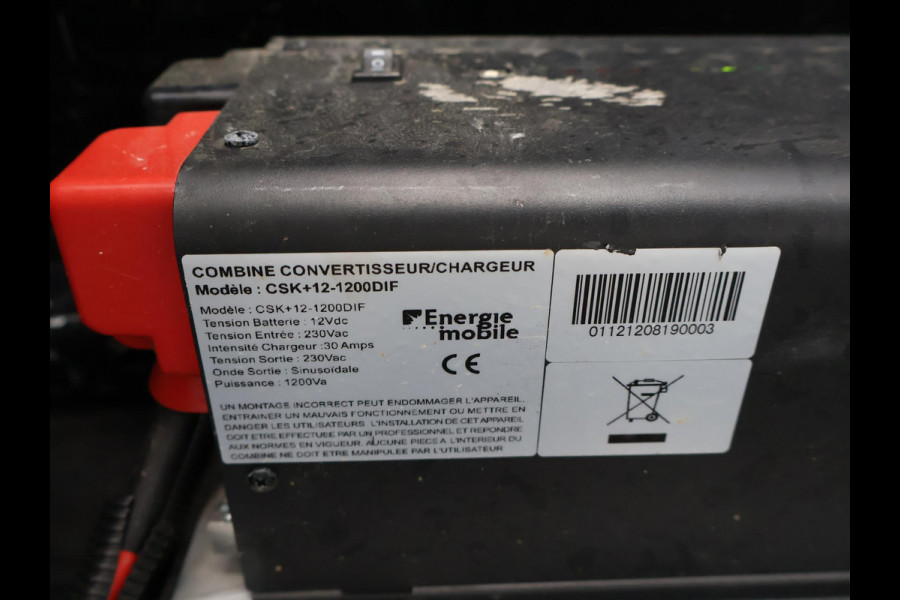 COMBINE CONVERTISSEUR/CHARGEUR
Modèle : CSK+12-1200DIF
Modèle : CSK+12-1200DIF
Tension Batterie : 12Vdc
Tension Entrée : 230Vac
Intensité Chargeur : 30 Amps
Tension Sortie : 230Vac
Onde Sortie : Sinusoïdale
Puissance : 1200Va
Energie
mobile
CE
UN MONTAGE INCORRECT PEUT ENDOMMAGER L'APPAREIL,
ENTRAINER UN MAUVAIS FONCTIONNEMENT OU METTRE EN
DANGER LES UTILISATEURS. L'INSTALLATION DE CET APPAREIL
DOIT ETRE EFFECTUEE PAR UN PROFESSIONNEL ET REPONDRE
AUX NORMES EN VIGUEUR. AUCUNE PIECS A L'INTERIEUR DU
COMBINE NE DOIT ETRE MANIPULEE PAR L'UTILISATEUR
01121208190003